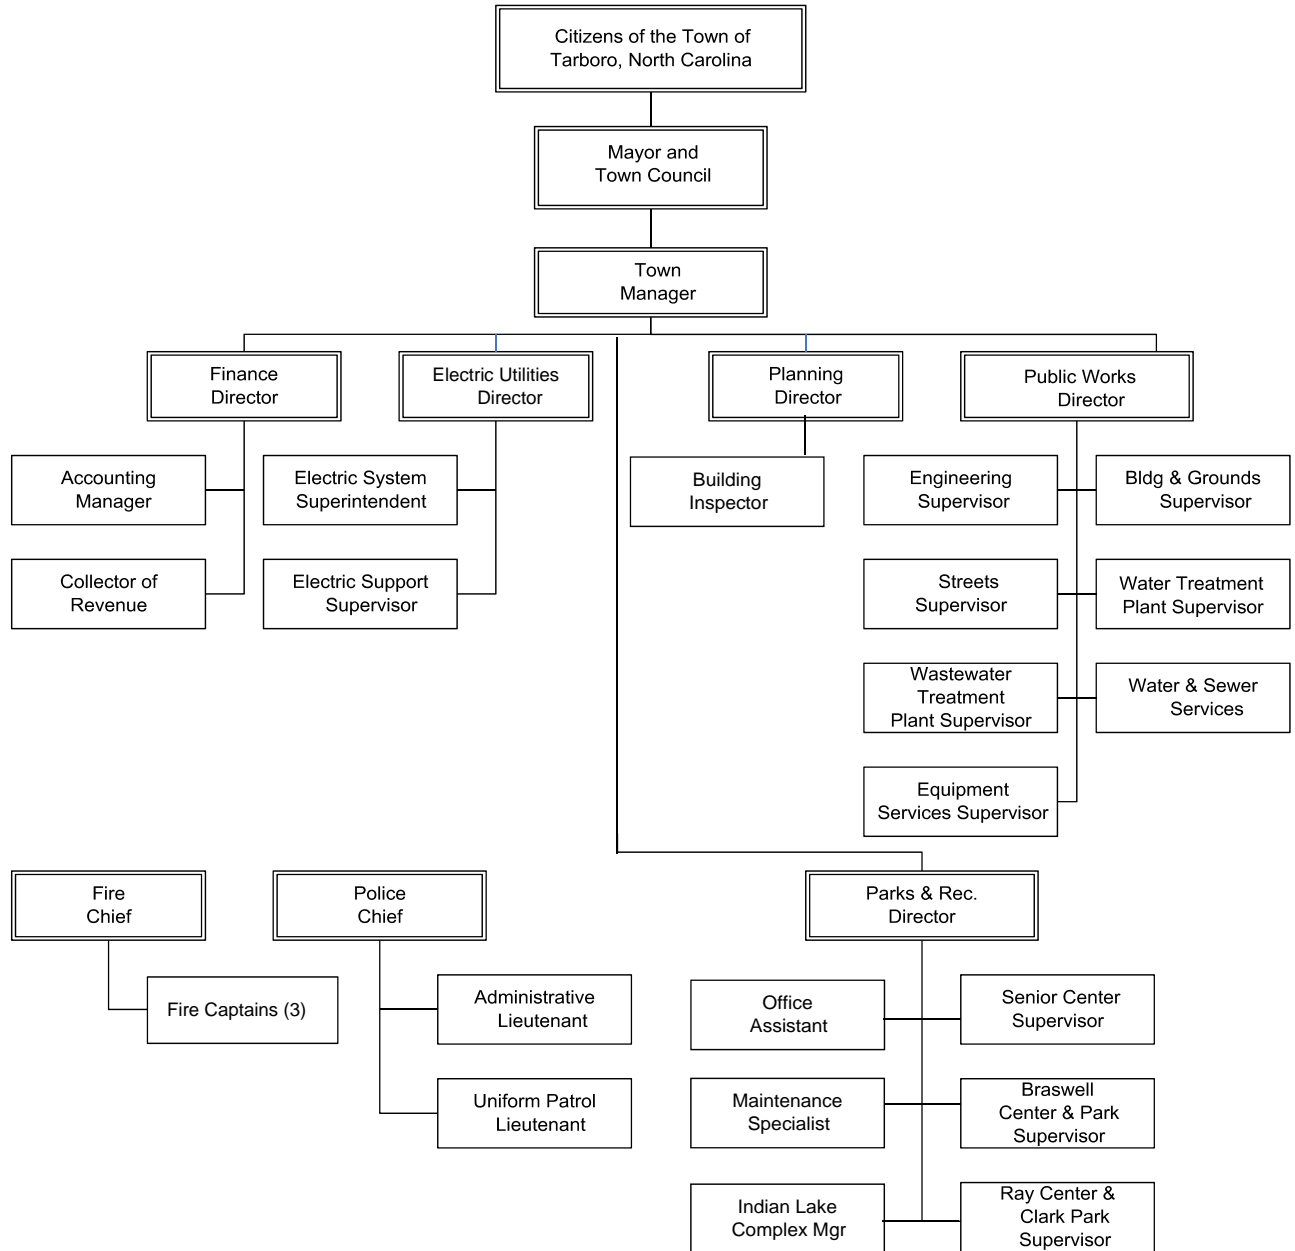 Citizens of the Town of
Tarboro, North Carolina
Mayor and
Town Council
Town
Manager
Finance
Director
Electric Utilities
Director
Planning
Director
Public Works
Director
Accounting
Manager
Electric System
Superintendent
Building
Inspector
Engineering
Supervisor
Bldg & Grounds
Supervisor
Collector of
Revenue
Electric Support
Supervisor
Streets
Supervisor
Water Treatment
Plant Supervisor
Wastewater
Treatment
Plant Supervisor
Water & Sewer
Services
Equipment
Services Supervisor
Fire
Chief
Police
Chief
Parks & Rec.
Director
Fire Captains (3)
Administrative
Lieutenant
Office
Assistant
Senior Center
Supervisor
Uniform Patrol
Lieutenant
Maintenance
Specialist
Braswell
Center & Park
Supervisor
Indian Lake
Complex Mgr
Ray Center &
Clark Park
Supervisor